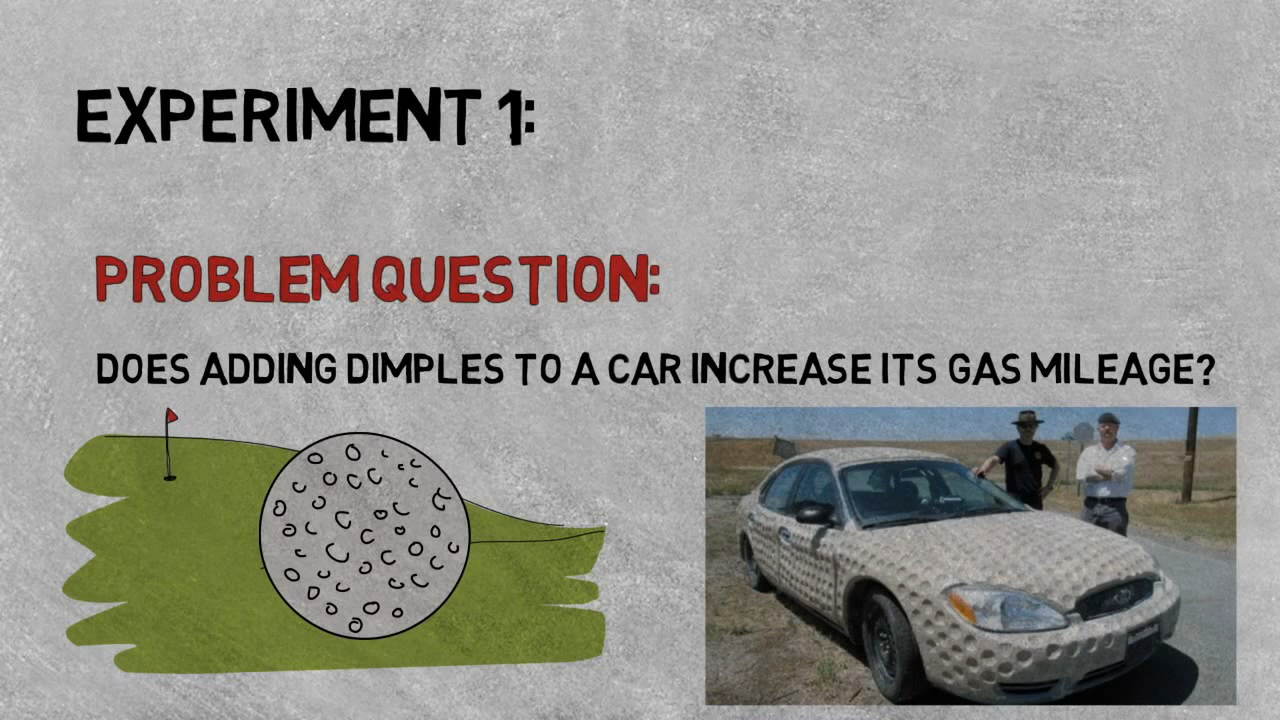 EXPERIMENT 1:
PROBLEM QUESTION:
DOES ADDING DIMPLES TO A CAR INCREASE ITS GAS MILEAGE?